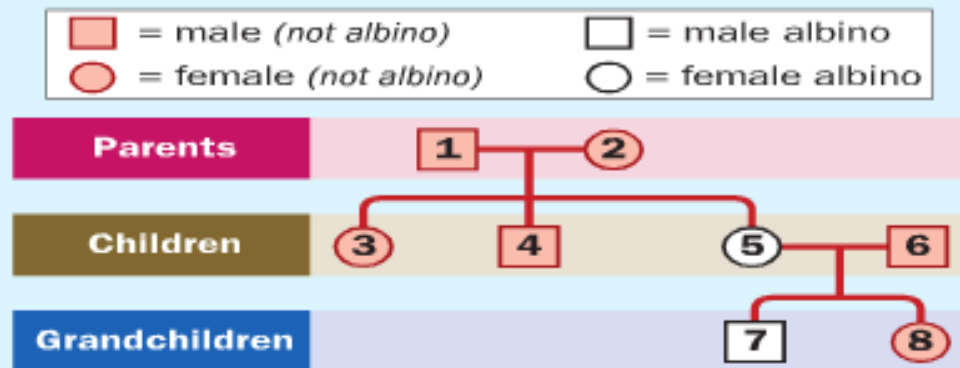 = male (not albino) = male albino
= female (not albino) = female albino
Parents 1 2
Children 3 4 5 6
Grandchildren 7 8